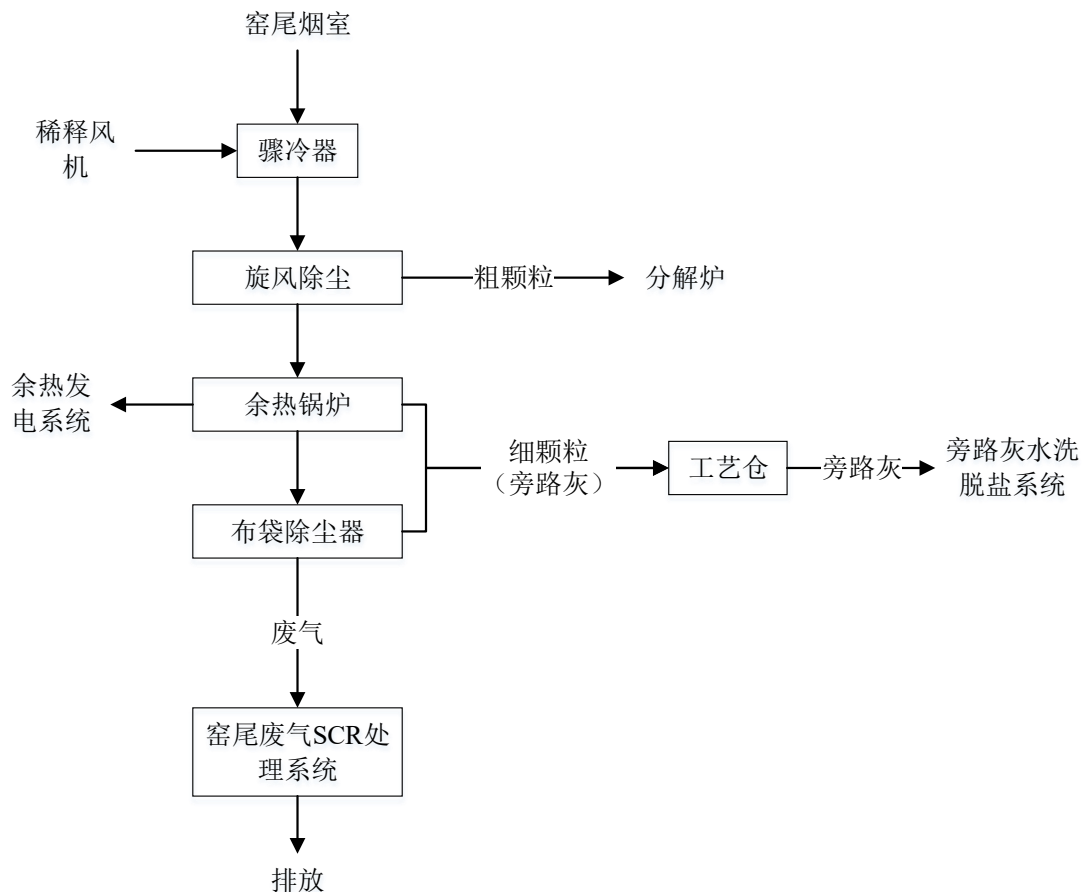 窑尾烟室
稀释风
机
骤冷器
旋风除尘
粗颗粒
分解炉
余热发
电系统
余热锅炉
细颗粒
（旁路灰）
工艺仓
旁路灰
旁路灰水洗
脱盐系统
布袋除尘器
废气
窑尾废气SCR处
理系统
排放